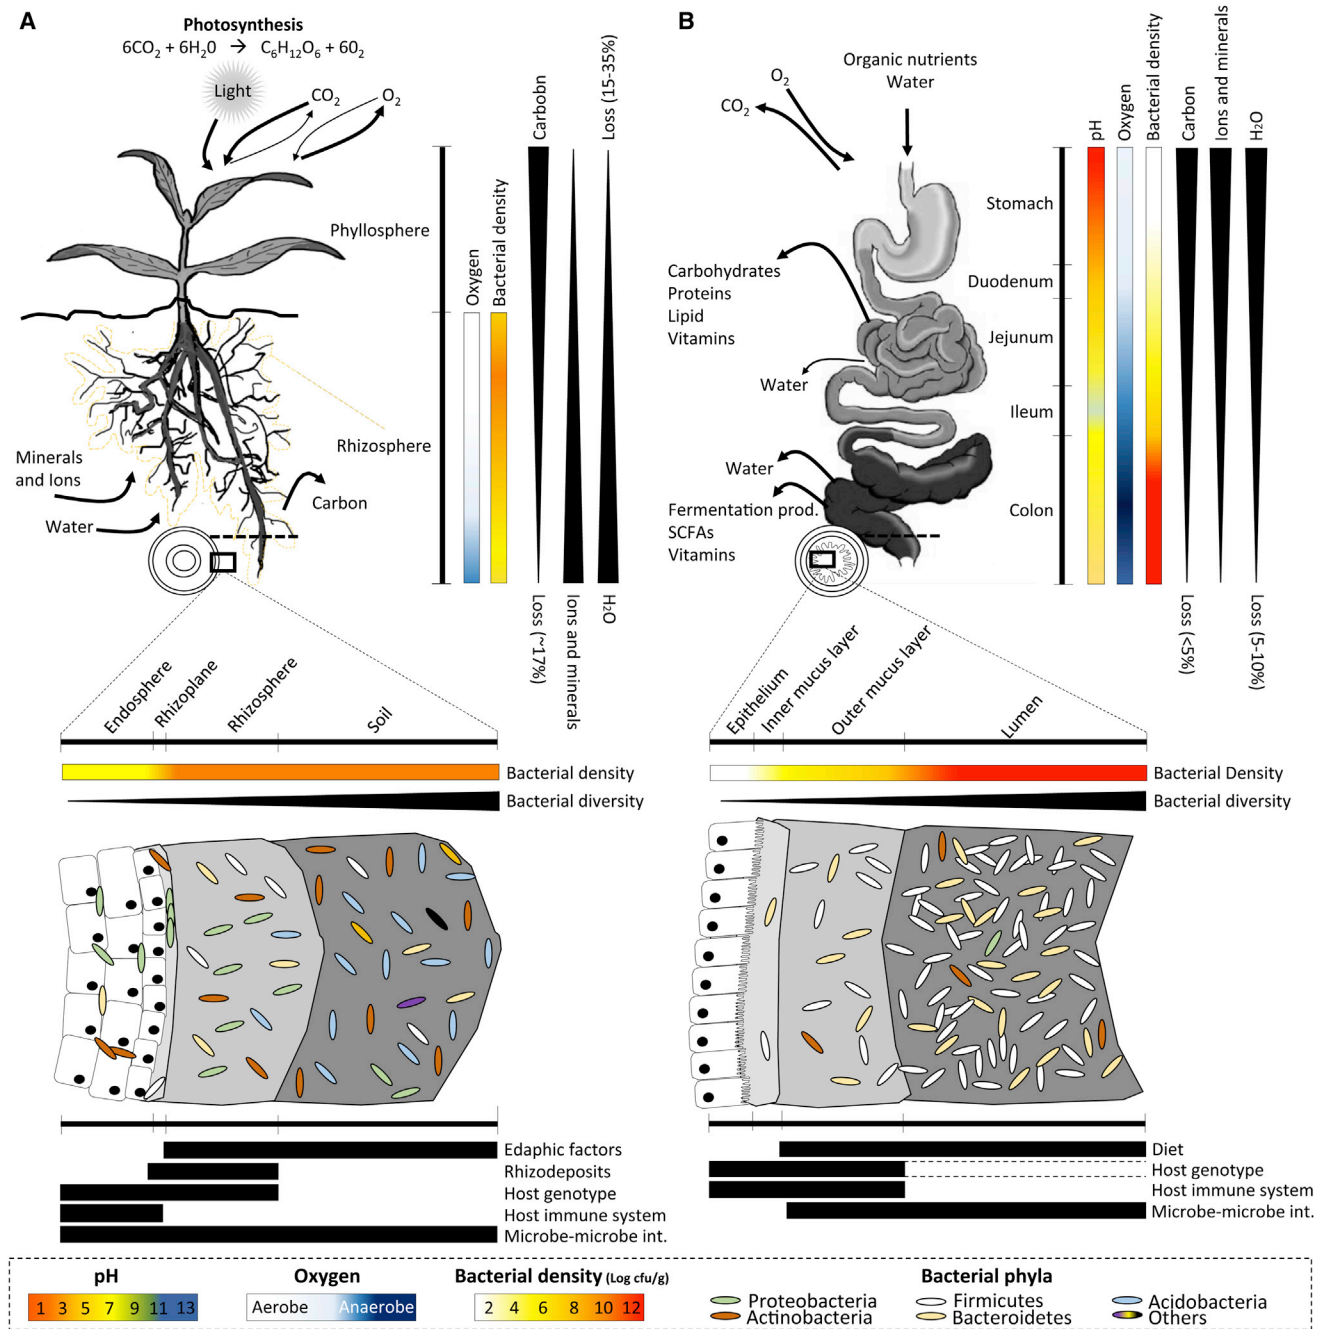 A
Photosynthesis
6CO2 + 6H20 → C6H12O6 + 602
Light
CO2
O2
Carbobn
Loss (15-35%)
Phyllosphere
Oxygen
Bacterial density
Rhizosphere
Minerals
and Ions
Water
Carbon
Loss (~17%)
Ions and minerals
H2O
Endosphere
Rhizoplane
Rhizosphere
Soil
Bacterial density
Bacterial diversity
Edaphic factors
Rhizodeposits
Host genotype
Host immune system
Microbe-microbe int.
B
O2
CO2
Organic nutrients
Water
pH
Oxygen
Bacterial density
Carbon
Ions and minerals
H2O
Stomach
Duodenum
Jejunum
Ileum
Colon
Carbohydrates
Proteins
Lipid
Vitamins
Water
Water
Fermentation prod.
SCFAs
Vitamins
Loss (<5%)
Loss (5-10%)
Epithelium
Inner mucus layer
Outer mucus layer
Lumen
Bacterial Density
Bacterial diversity
Diet
Host genotype
Host immune system
Microbe-microbe int.
pH
1 3 5 7 9 11 13
Oxygen
Aerobe Anaerobe
Bacterial density (Log cfu/g)
2 4 6 8 10 12
Bacterial phyla
Proteobacteria
Firmicutes
Acidobacteria
Actinobacteria
Bacteroidetes
Others